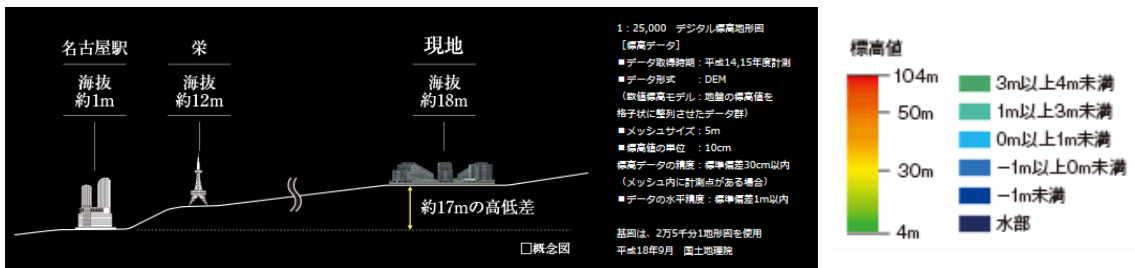 名古屋駅
海抜
約1m
栄
海抜
約12m
現地
海抜
約18m
約17mの高低差
□概念図
1：25,000　デジタル標高地形図
［標高データ］
■データ取得時期：平成14,15年度計測
■データ形式　　：DEM
（数値標高モデル：地盤の標高値を
格子状に整列させたデータ群）
■メッシュサイズ：5m
■標高値の単位　：10cm
標高データの精度：標準偏差30cm以内
（メッシュ内に計測点がある場合）
■データの水平精度：標準偏差1m以内
基図は、2万5千分1地形図を使用
平成18年9月　国土地理院
標高値
104m
50m
30m
4m
3m以上4m未満
1m以上3m未満
0m以上1m未満
−1m以上0m未満
−1m未満
水部